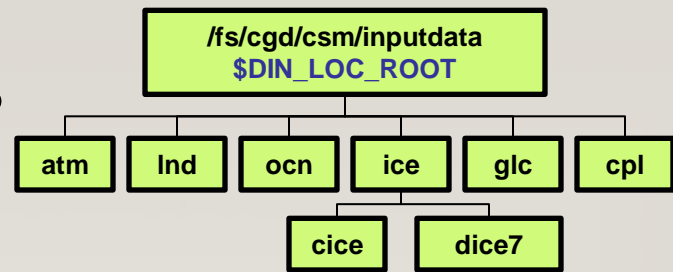 /fs/cgd/csm/inputdata
$DIN_LOC_ROOT
atm lnd ocn ice glc cpl
cice dice7